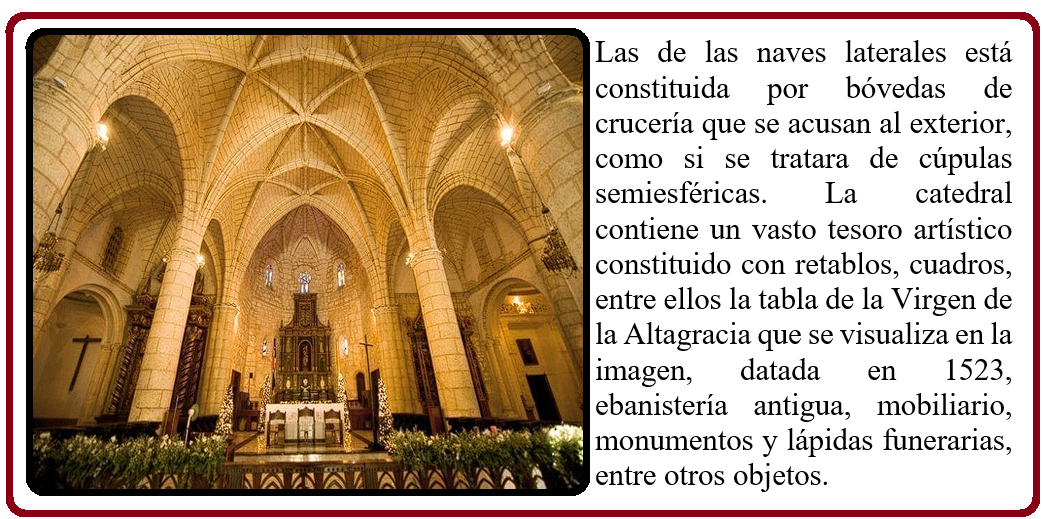 Las de las naves laterales está
constituida por bóvedas de
crucería que se acusan al exterior,
como si se tratara de cúpulas
semiesféricas. La catedral
contiene un vasto tesoro artístico
constituido con retablos, cuadros,
entre ellos la tabla de la Virgen de
la Altagracia que se visualiza en la
imagen, datada en 1523,
ebanistería antigua, mobiliario,
monumentos y lápidas funerarias,
entre otros objetos.